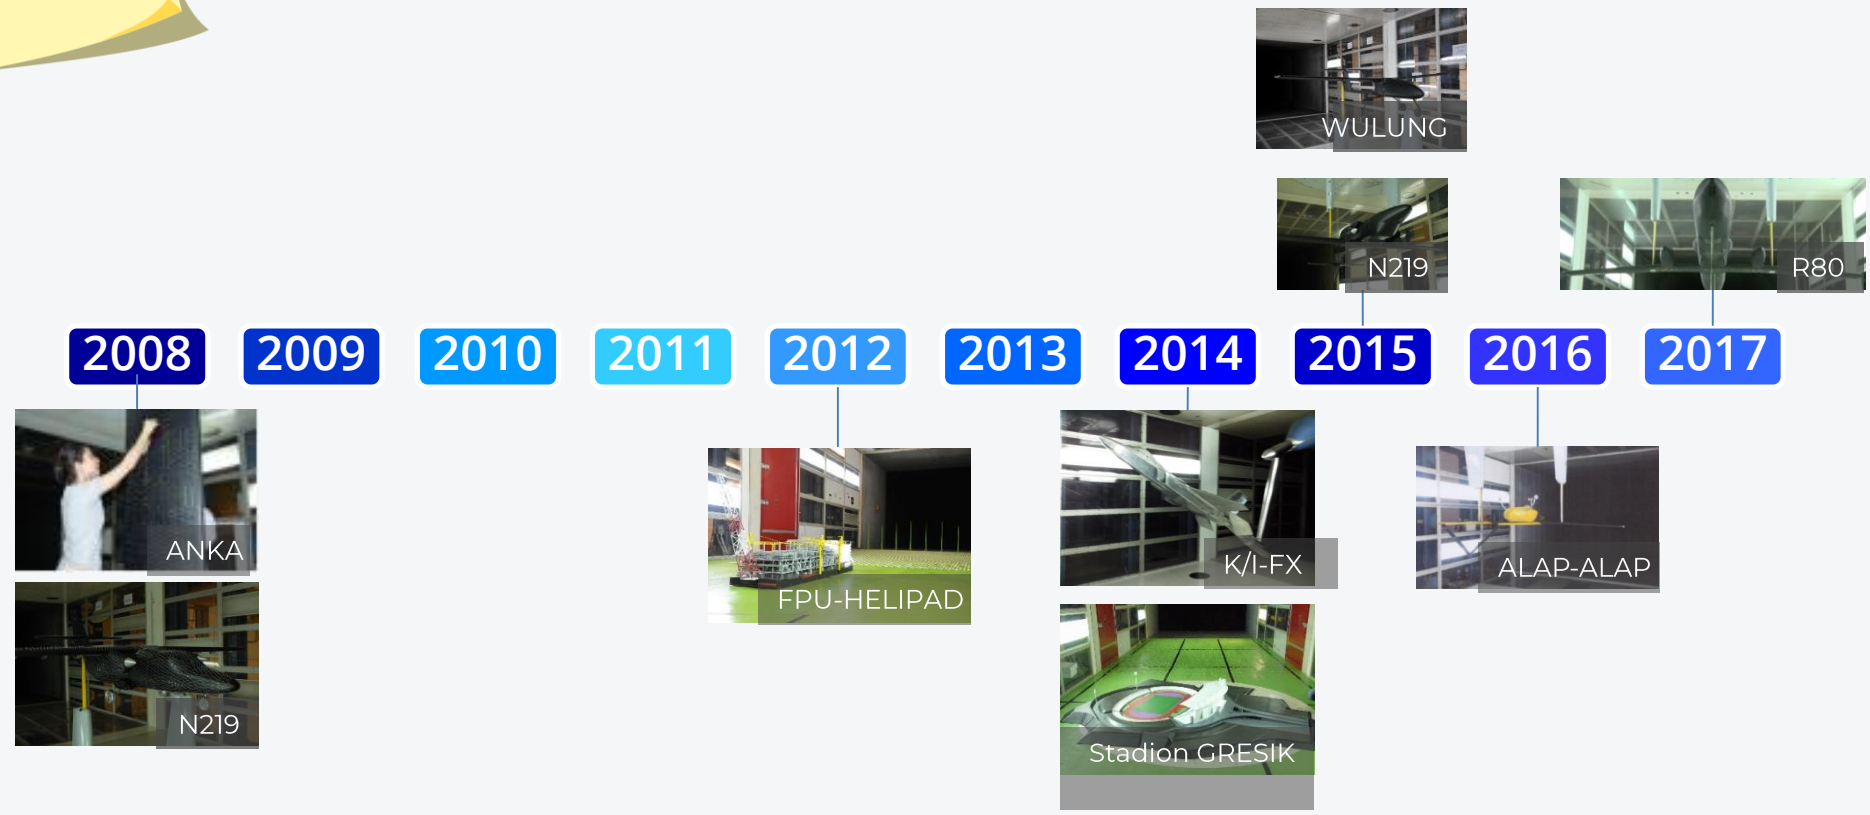 WULUNG
N219
R80
2008 2009 2010 2011 2012 2013 2014 2015 2016 2017
ANKA
N219
FPU-HELIPAD
K/I-FX
Stadion GRESIK
ALAP-ALAP